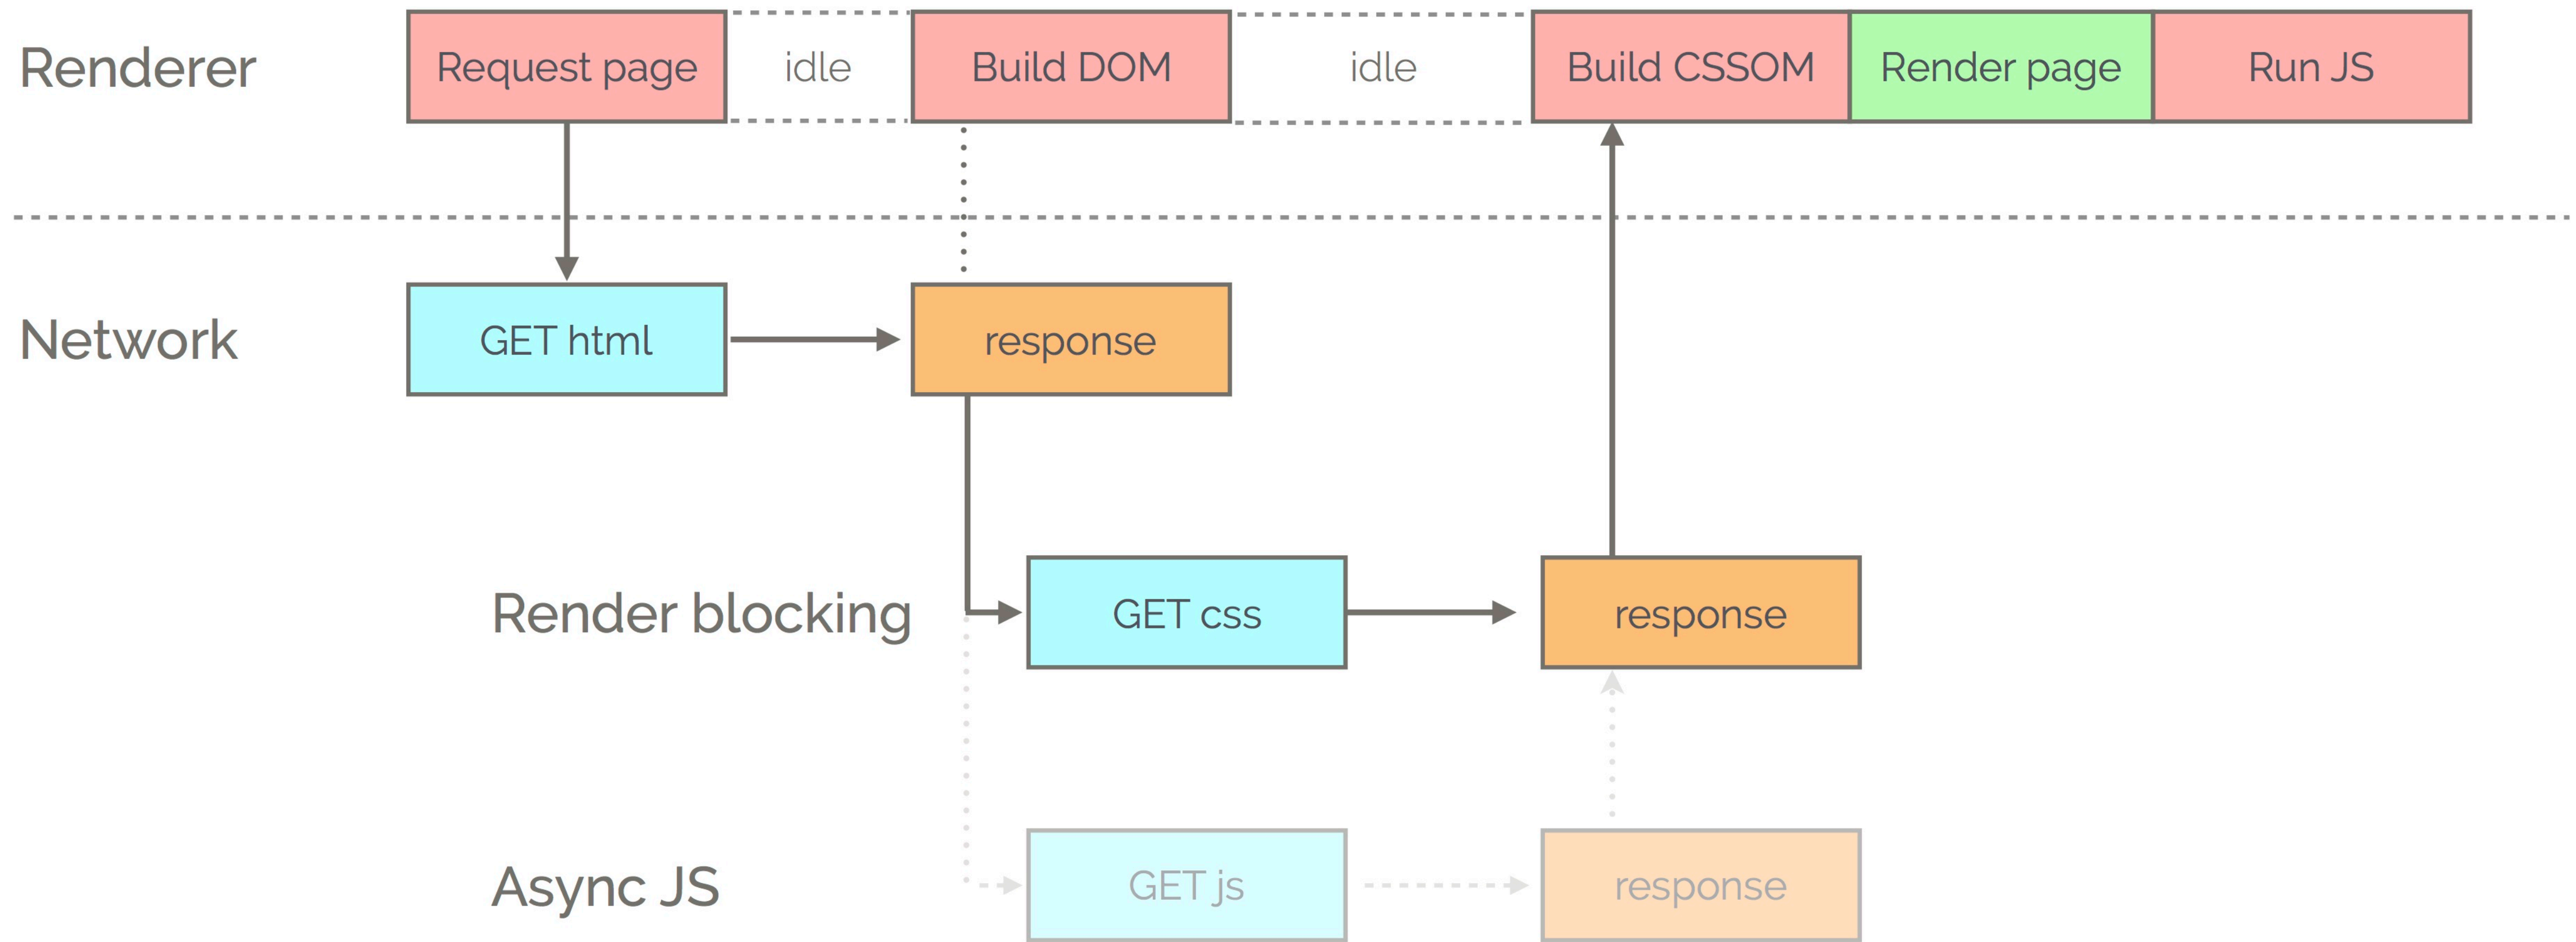 Renderer
Request page
idle
Build DOM
idle
Build CSSOM
Render page
Run JS
Network
GET html
response
Render blocking
GET css
response
Async JS
GET js
response